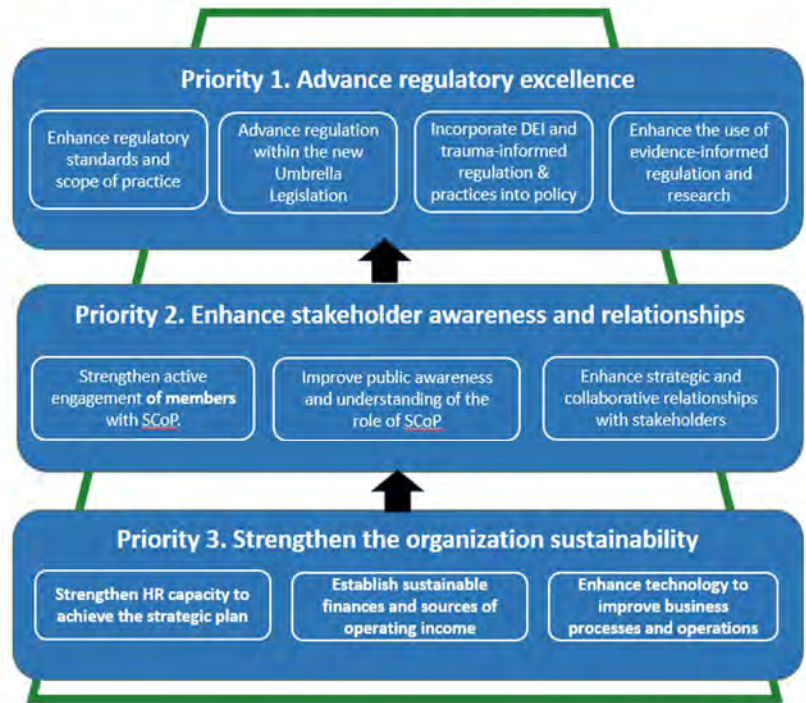 Priority 1. Advance regulatory excellence
Enhance regulatory
standards and
scope of practice
Advance regulation
within the new
Umbrella
Legislation
Incorporate DEI and
trauma-informed
regulation &
practices into policy
Enhance the use of
evidence-informed
regulation and
research
Priority 2. Enhance stakeholder awareness and relationships
Strengthen active
engagement of members
with SCoP.
Improve public awareness
and understanding of the
role of SCoP
Enhance strategic and
collaborative relationships
with stakeholders
Priority 3. Strengthen the organization sustainability
Strengthen HR capacity to
achieve the strategic plan
Establish sustainable
finances and sources of
operating income
Enhance technology to
improve business
processes and operations